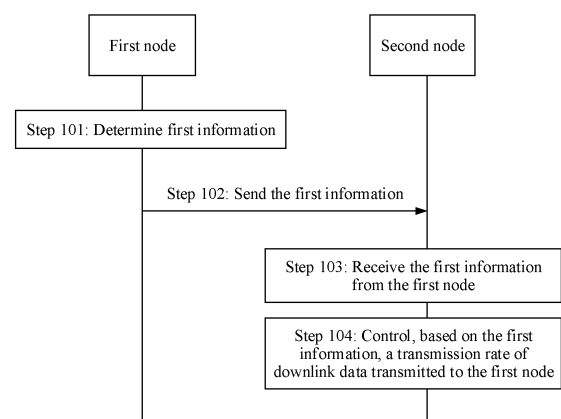 First node
Second node
Step 101: Determine first information
Step 102: Send the first information
Step 103: Receive the first information
from the first node
Step 104: Control, based on the first
information, a transmission rate of
downlink data transmitted to the first node